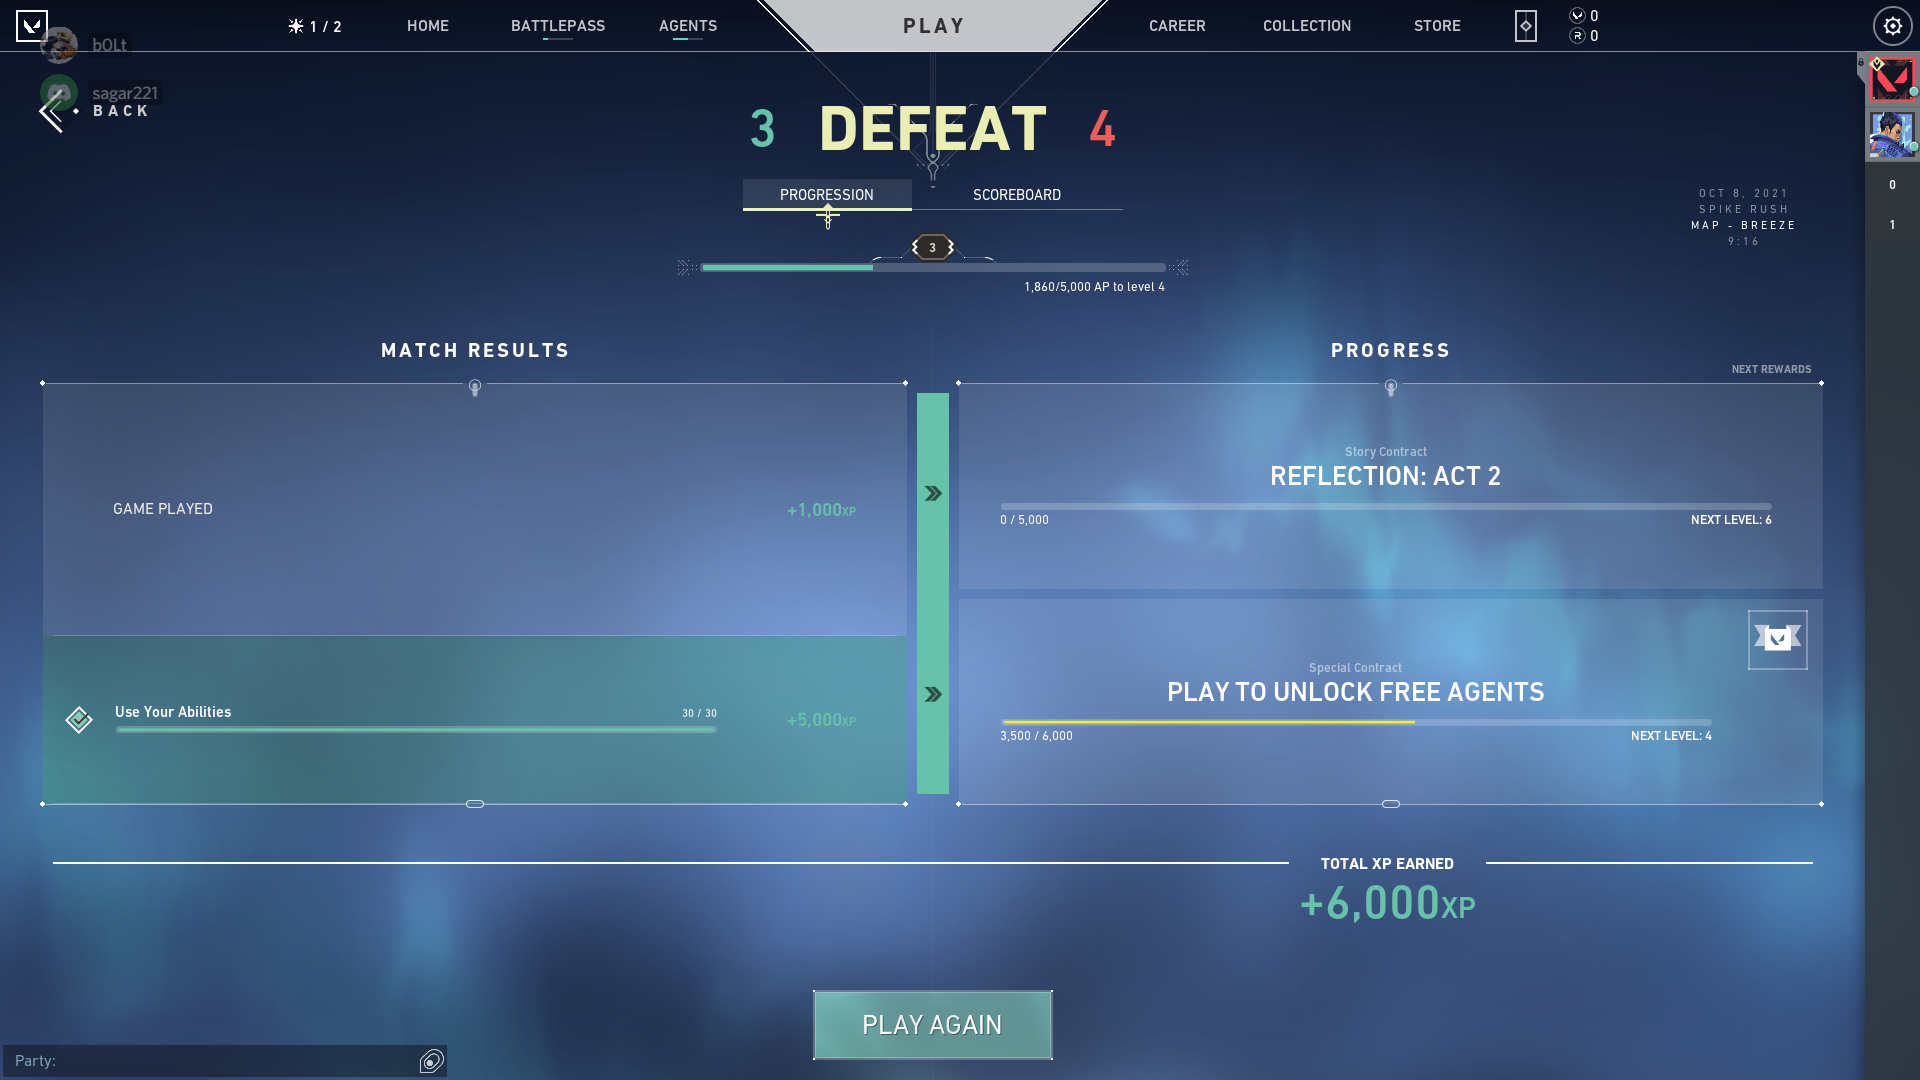 1 / 2
HOME
BATTLEPASS
AGENTS
PLAY
CAREER
COLLECTION
STORE
0
0
b0Lt
sagar221
BACK
3 DEFEAT 4
PROGRESSION
SCOREBOARD
OCT 8, 2021
SPIKE RUSH
MAP - BREEZE
9:16
0
1
3
1,860/5,000 AP to level 4
MATCH RESULTS
GAME PLAYED
+1,000XP
Use Your Abilities
30 / 30
+5,000XP
PROGRESS
NEXT REWARDS
Story Contract
REFLECTION: ACT 2
0 / 5,000
NEXT LEVEL: 6
Special Contract
PLAY TO UNLOCK FREE AGENTS
3,500 / 6,000
NEXT LEVEL: 4
TOTAL XP EARNED
+6,000XP
PLAY AGAIN
Party: